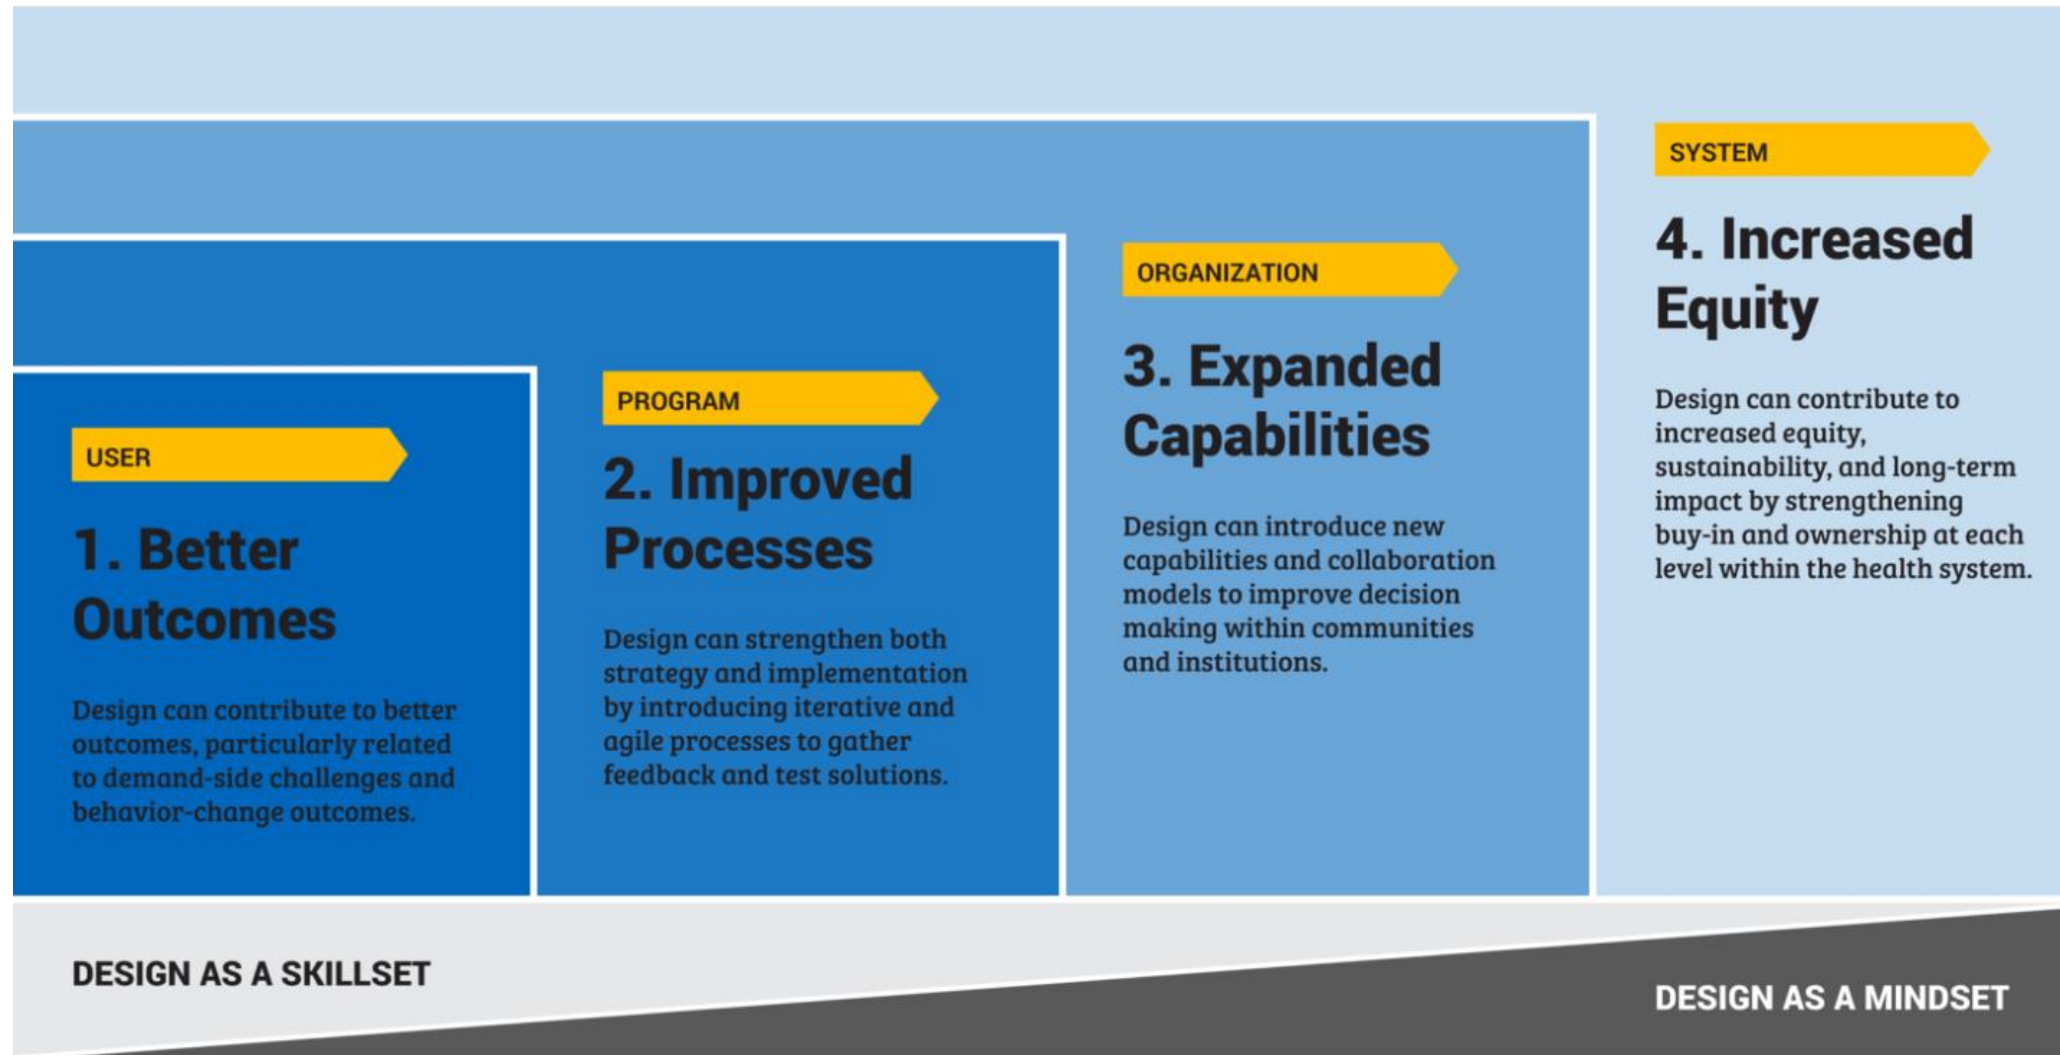 USER
1. Better
Outcomes
Design can contribute to better
outcomes, particularly related
to demand-side challenges and
behavior-change outcomes.
PROGRAM
2. Improved
Processes
Design can strengthen both
strategy and implementation
by introducing iterative and
agile processes to gather
feedback and test solutions.
ORGANIZATION
3. Expanded
Capabilities
Design can introduce new
capabilities and collaboration
models to improve decision
making within communities
and institutions.
SYSTEM
4. Increased
Equity
Design can contribute to
increased equity,
sustainability, and long-term
impact by strengthening
buy-in and ownership at each
level within the health system.
DESIGN AS A SKILLSET
DESIGN AS A MINDSET